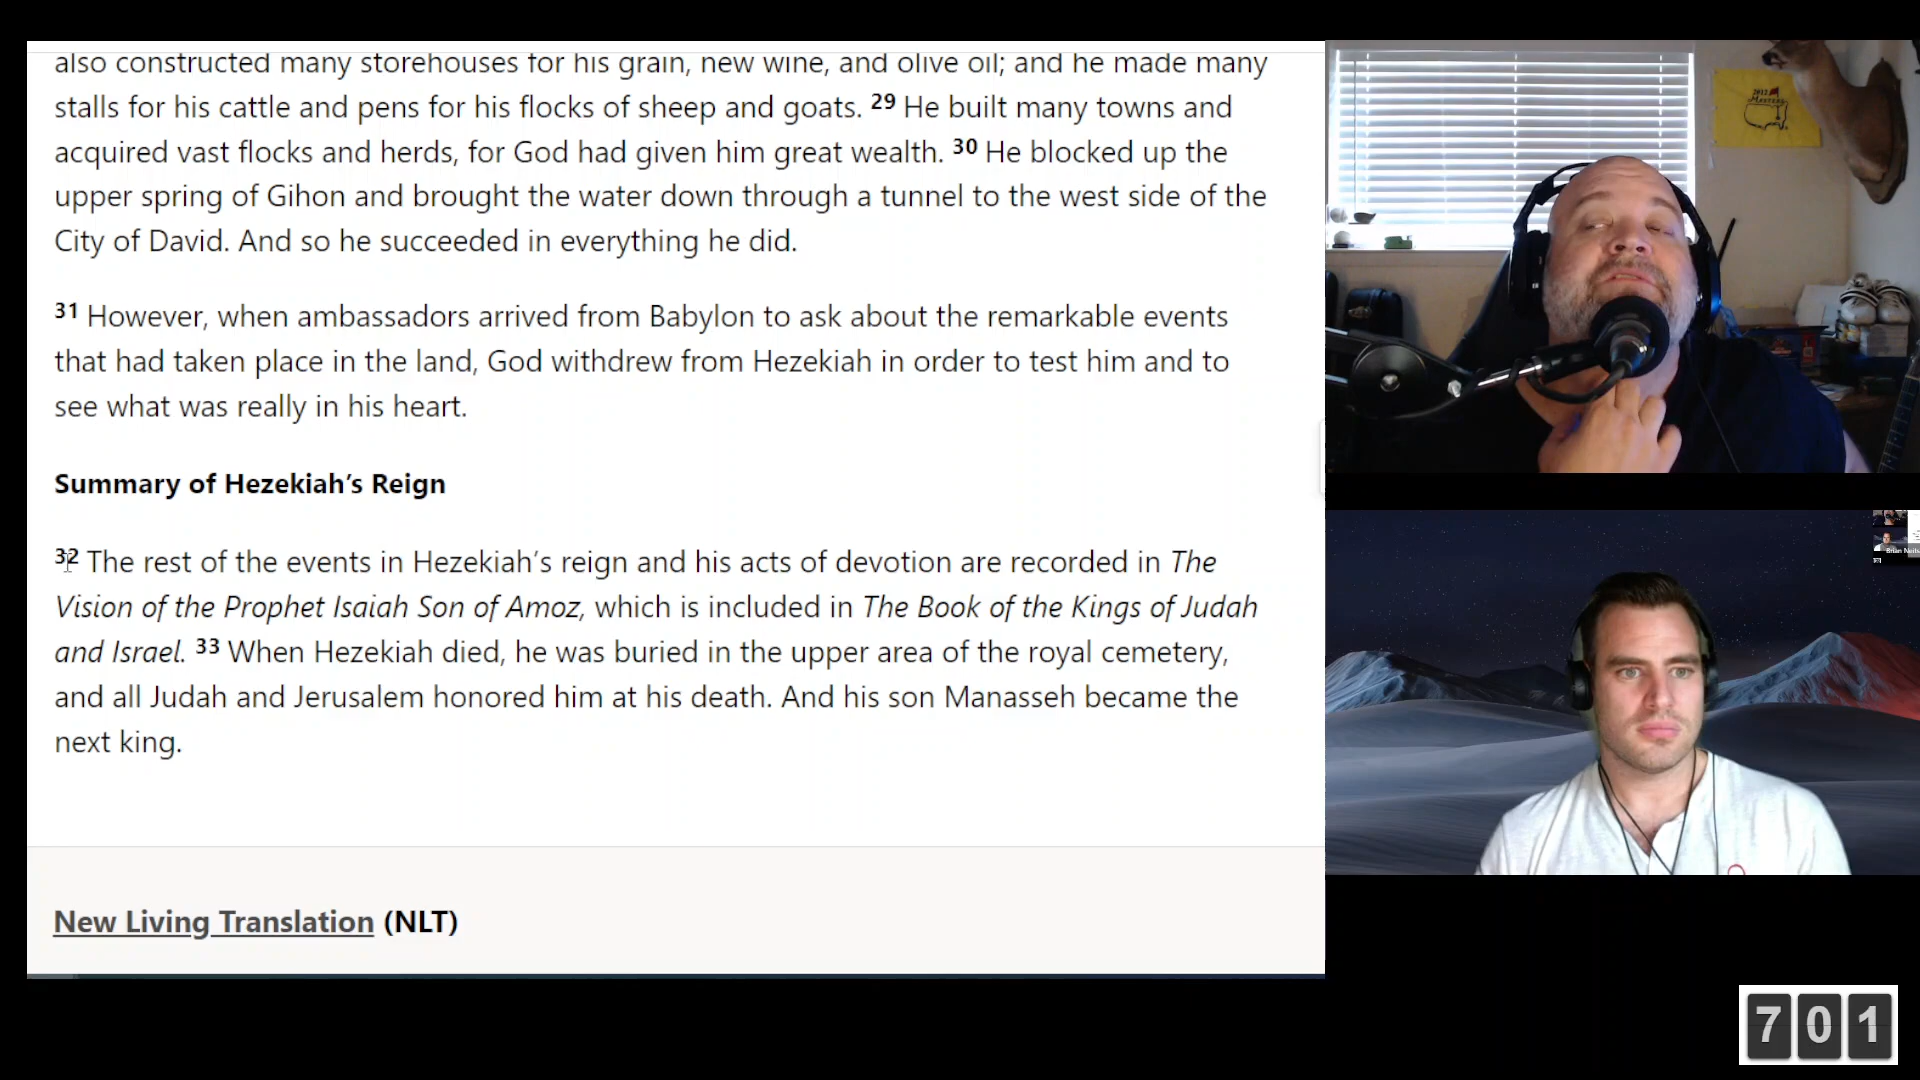 also constructed many storehouses for his grain, new wine, and olive oil; and he made many
stalls for his cattle and pens for his flocks of sheep and goats. 29 He built many towns and
acquired vast flocks and herds, for God had given him great wealth. 30 He blocked up the
upper spring of Gihon and brought the water down through a tunnel to the west side of the
City of David. And so he succeeded in everything he did.
31 However, when ambassadors arrived from Babylon to ask about the remarkable events
that had taken place in the land, God withdrew from Hezekiah in order to test him and to
see what was really in his heart.
Summary of Hezekiah’s Reign
32 The rest of the events in Hezekiah’s reign and his acts of devotion are recorded in The
Vision of the Prophet Isaiah Son of Amoz, which is included in The Book of the Kings of Judah
and Israel. 33 When Hezekiah died, he was buried in the upper area of the royal cemetery,
and all Judah and Jerusalem honored him at his death. And his son Manasseh became the
next king.
New Living Translation (NLT)
2012
MASTERS
Brian
701